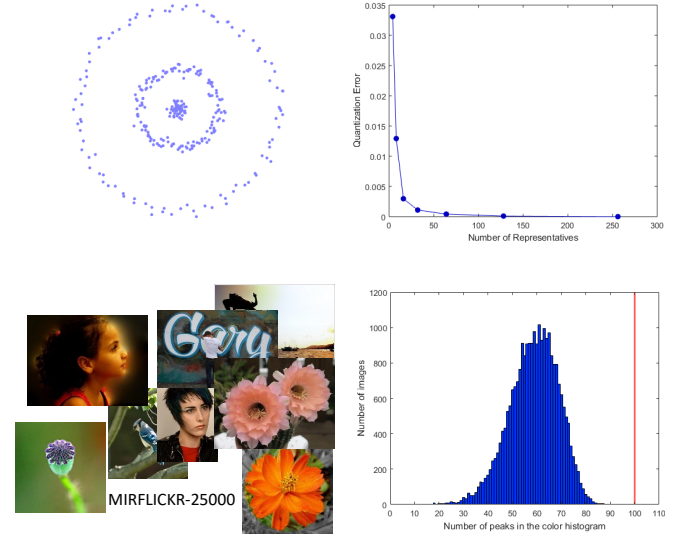 0.035
0.03
0.025
0.02
0.015
0.01
0.005
0
Quantization Error
0 50 100 150 200 250 300
Number of Representatives
Gary
MIRFLICKR-25000
1200
1000
800
600
400
200
0
Number of images
0 10 20 30 40 50 60 70 80 90 100 110
Number of peaks in the color histogram